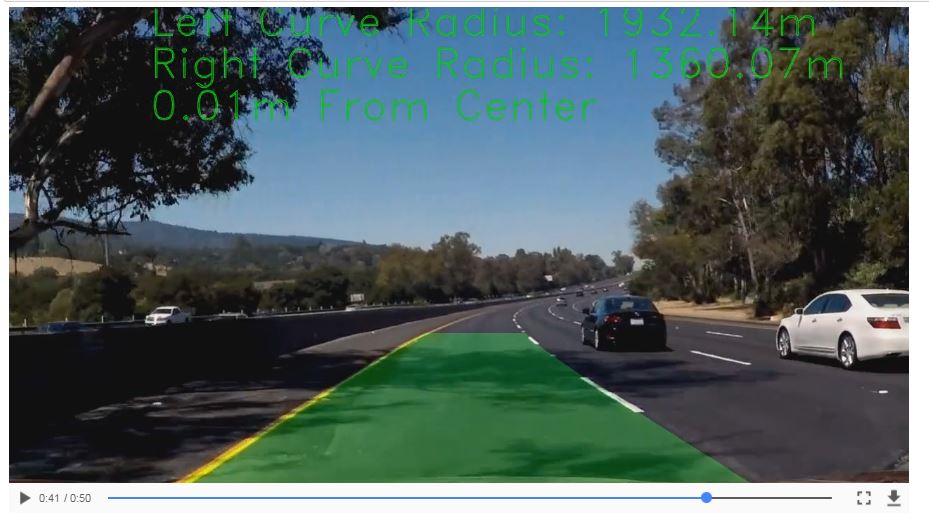 Left Curve Radius: 1932.14m
Right Curve Radius: 1360.07m
0.01m From Center
0:41 / 0:50